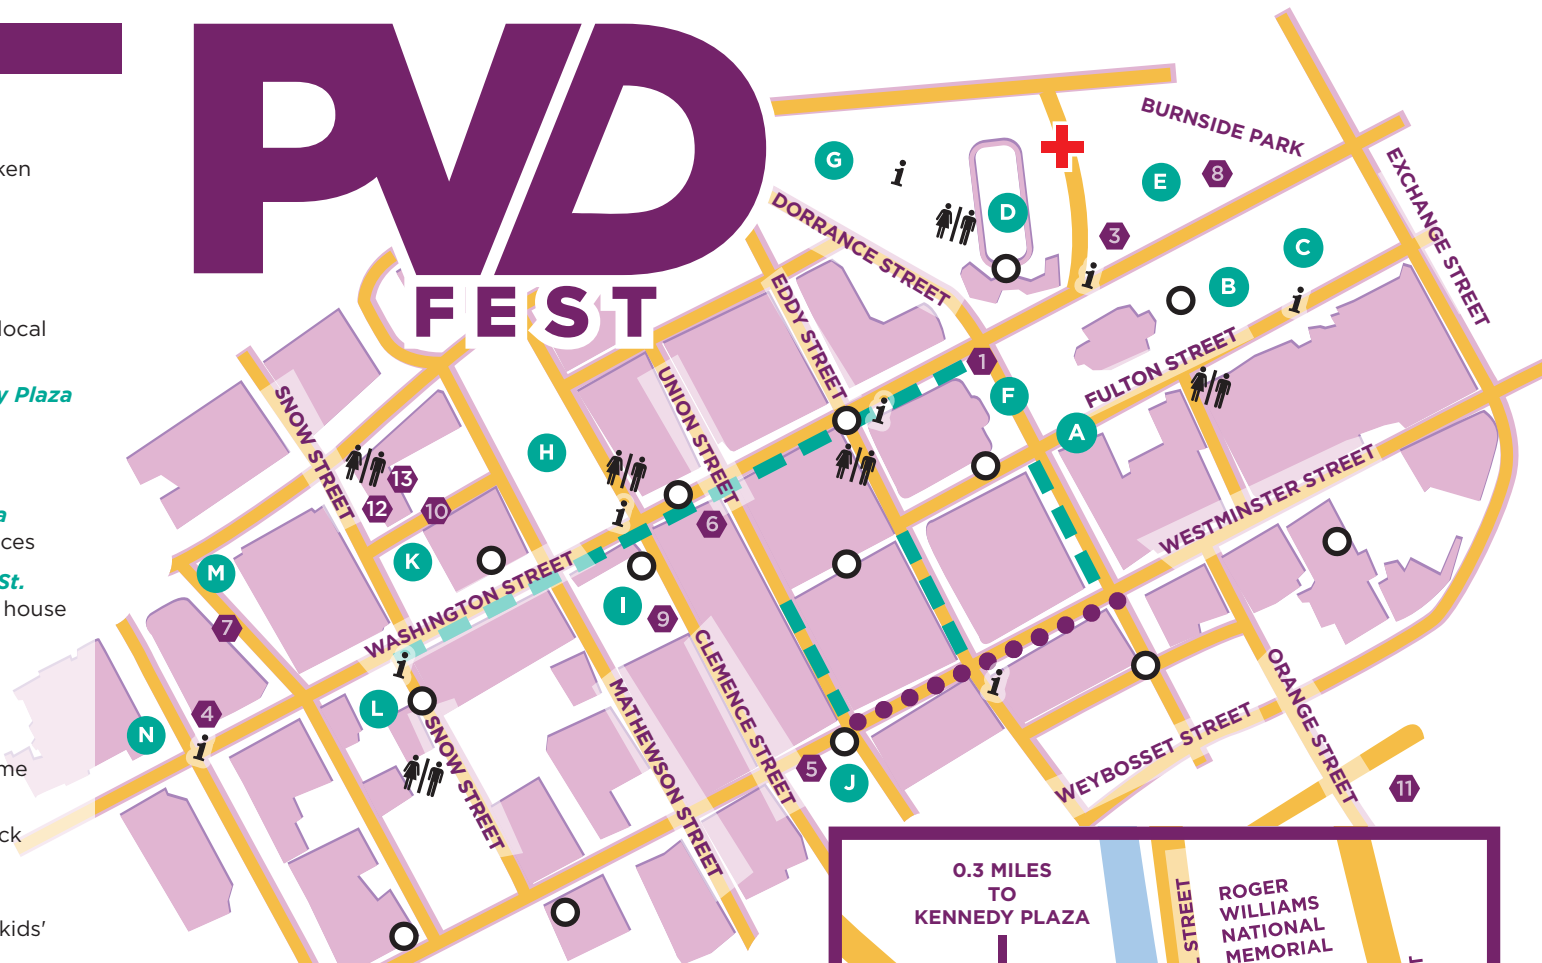 ken
local
y Plaza
a
ces
St.
house
me
ck
kids'
PVD
FEST
BURNSIDE PARK
EXCHANGE STREET
DORRANCE STREET
EDDY STREET
FULTON STREET
UNION STREET
SNOW STREET
WESTMINSTER STREET
WASHINGTON STREET
CLEMENCE STREET
MATHEWSON STREET
SNOW STREET
ORANGE STREET
WEYBOSSET STREET
G
i
D
E
8
3
i
C
B
i
1
F
A
i
H
13
12
10
i
6
M
K
I
9
7
i
L
4
N
i
i
5
J
11
0.3 MILES
TO
KENNEDY PLAZA
STREET
ROGER
WILLIAMS
NATIONAL
MEMORIAL